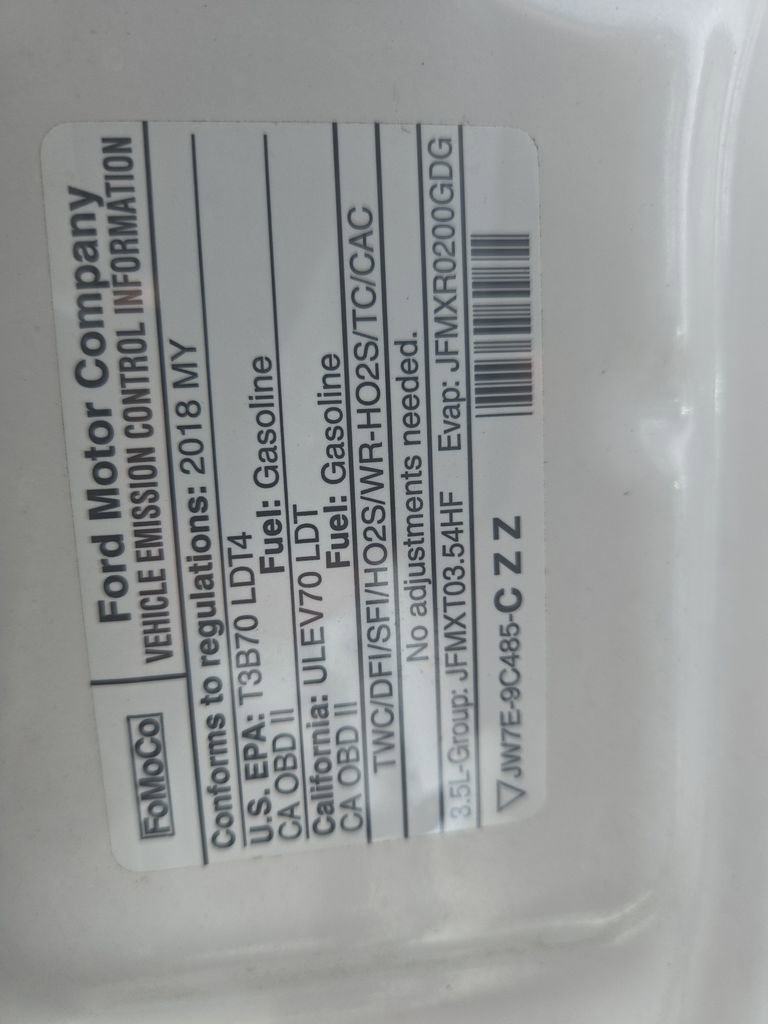 FoMoCo
Ford Motor Company
VEHICLE EMISSION CONTROL INFORMATION
Conforms to regulations: 2018 MY
U.S. EPA: T3B70 LDT4
CA OBD II Fuel: Gasoline
California: ULEV70 LDT
CA OBD II Fuel: Gasoline
TWC/DFI/SFI/HO2S/WR-HO2S/TC/CAC
No adjustments needed.
3.5L-Group: JFMXT03.54HF Evap: JFMXR0200GDG
▽JW7E-9C485-C Z Z